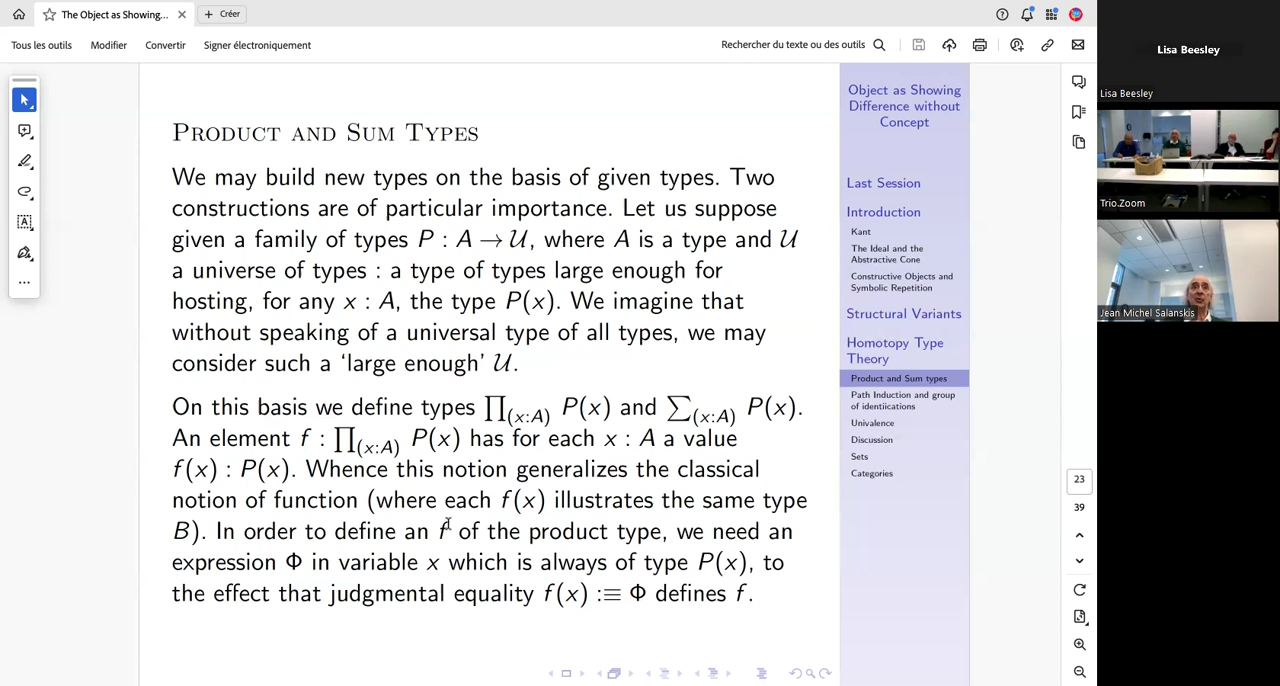 The Object as Showing...
Créer
Tous les outils
Modifier
Convertir
Signer électroniquement
Rechercher du texte ou des outils
PRODUCT AND SUM TYPES
We may build new types on the basis of given types. Two
constructions are of particular importance. Let us suppose
given a family of types P : A → 𝒰, where A is a type and 𝒰
a universe of types : a type of types large enough for
hosting, for any x : A, the type P(x). We imagine that
without speaking of a universal type of all types, we may
consider such a ‘large enough’ 𝒰.
On this basis we define types ∏(x:A) P(x) and ∑(x:A) P(x).
An element f : ∏(x:A) P(x) has for each x : A a value
f(x) : P(x). Whence this notion generalizes the classical
notion of function (where each f(x) illustrates the same type
B). In order to define an f of the product type, we need an
expression Φ in variable x which is always of type P(x), to
the effect that judgmental equality f(x) :≡ Φ defines f.
Object as Showing
Difference without
Concept
Last Session
Introduction
Kant
The Ideal and the
Abstractive Cone
Constructive Objects and
Symbolic Repetition
Structural Variants
Homotopy Type
Theory
Product and Sum types
Path Induction and group
of identiications
Univalence
Discussion
Sets
Categories
23
39
Lisa Beesley
Lisa Beesley
Trio.Zoom
Jean Michel Salanskis